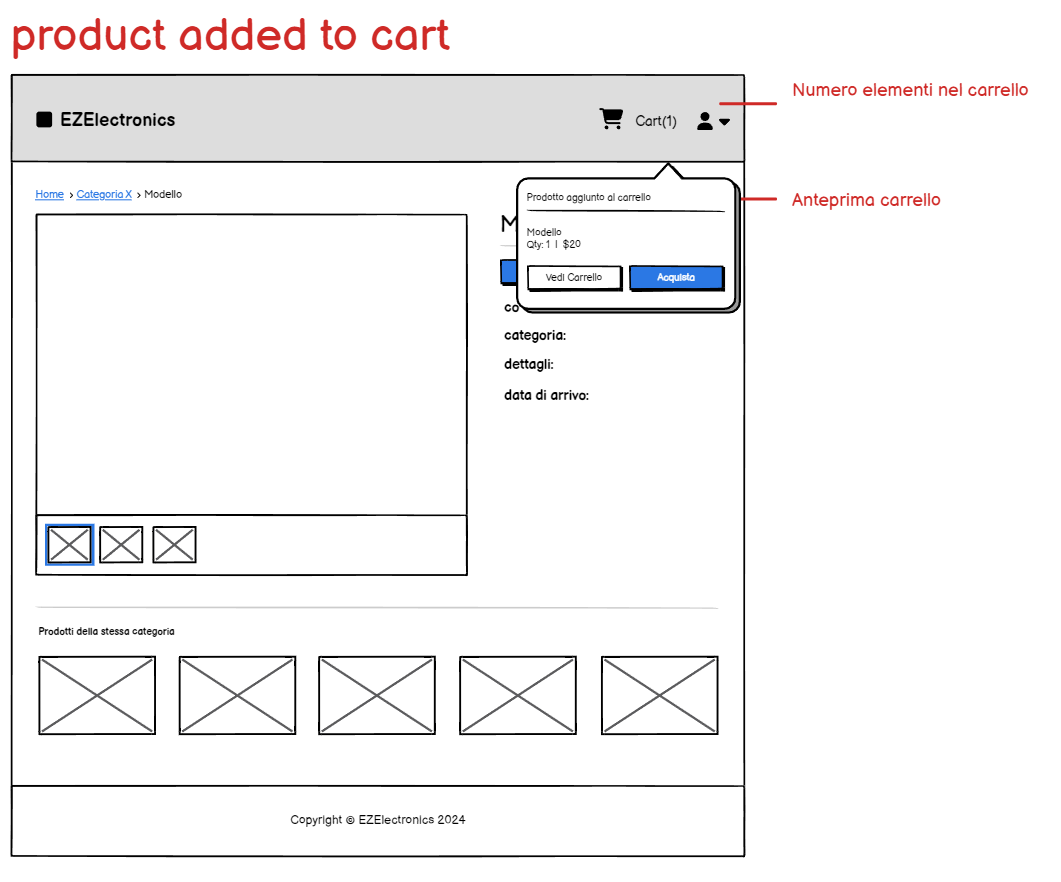 product added to cart
Numero elementi nel carrello
EZElectronics
Cart(1)
Anteprima carrello
Home > Categoria X > Modello
Prodotto aggiunto al carrello
M
Modello
Qty: 1 | $20
Vedi Carrello
Acquista
co
categoria:
dettagli:
data di arrivo:
Prodotti della stessa categoria
Copyright © EZElectronics 2024